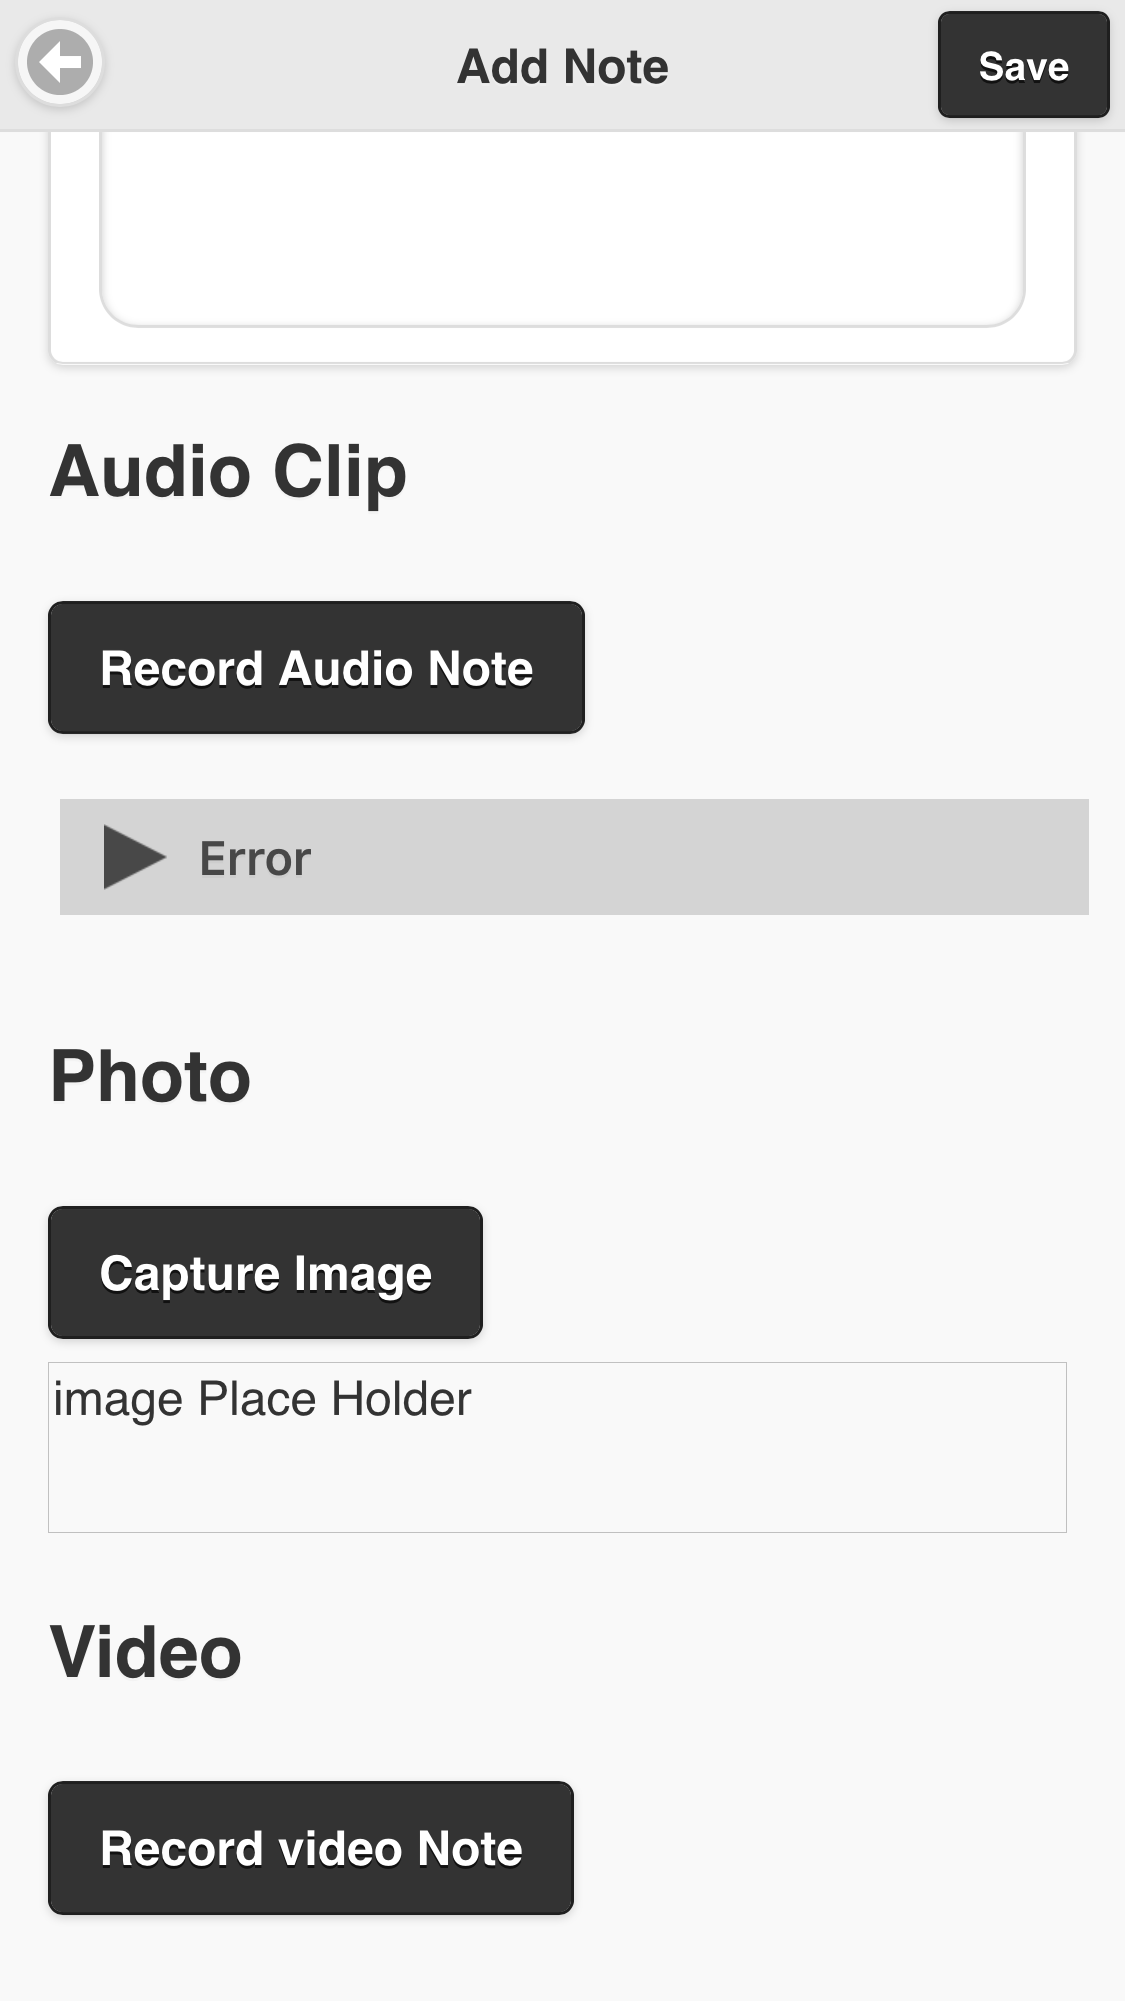 Add Note
Save
Audio Clip
Record Audio Note
Error
Photo
Capture Image
image Place Holder
Video
Record video Note